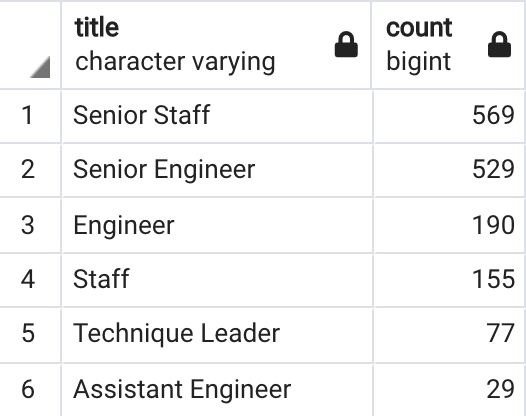 title count
character varying bigint
1 Senior Staff 569
2 Senior Engineer 529
3 Engineer 190
4 Staff 155
5 Technique Leader 77
6 Assistant Engineer 29